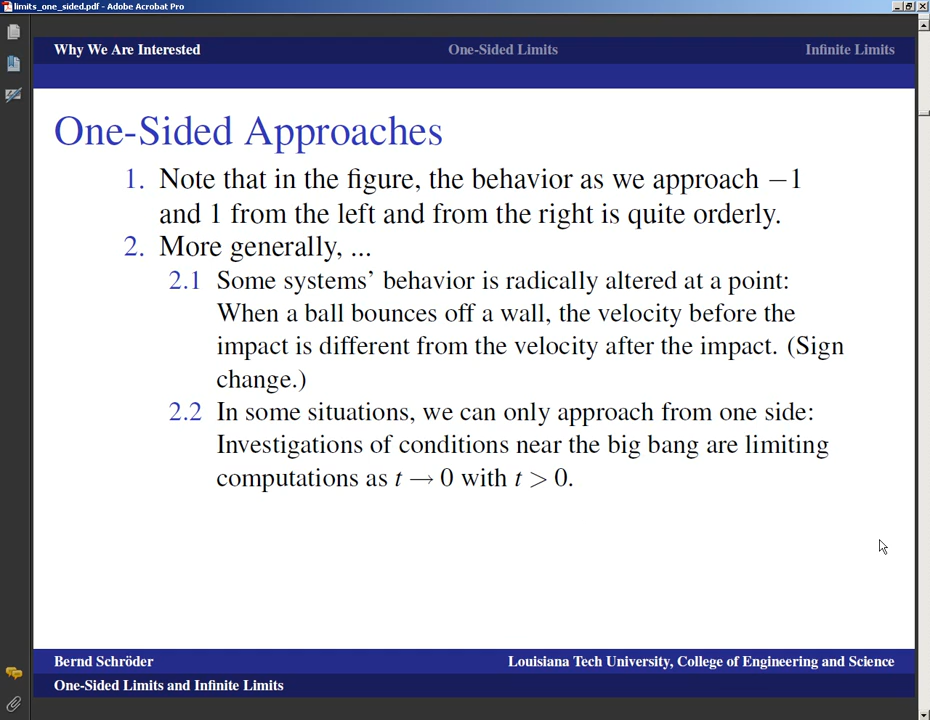 limits_one_sided.pdf - Adobe Acrobat Pro
Why We Are Interested One-Sided Limits Infinite Limits
One-Sided Approaches
1. Note that in the figure, the behavior as we approach −1
and 1 from the left and from the right is quite orderly.
2. More generally, ...
2.1 Some systems’ behavior is radically altered at a point:
When a ball bounces off a wall, the velocity before the
impact is different from the velocity after the impact. (Sign
change.)
2.2 In some situations, we can only approach from one side:
Investigations of conditions near the big bang are limiting
computations as t → 0 with t > 0.
Bernd Schröder Louisiana Tech University, College of Engineering and Science
One-Sided Limits and Infinite Limits